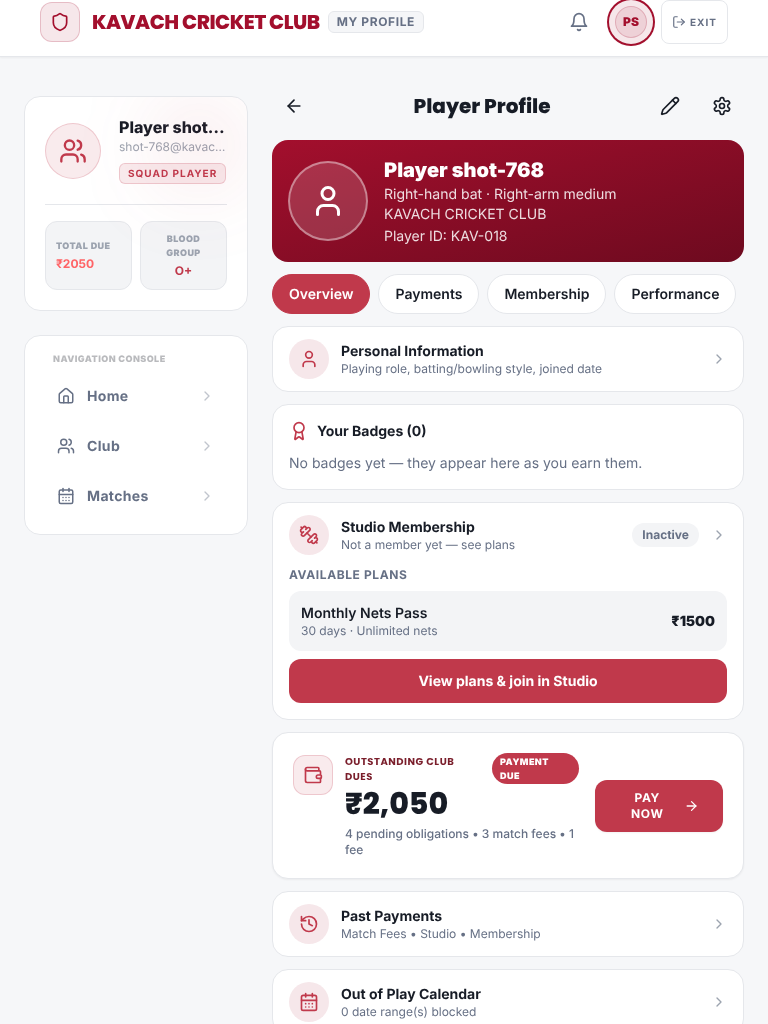 KAVACH CRICKET CLUB
MY PROFILE
PS
EXIT
Player shot...
shot-768@kavac...
SQUAD PLAYER
TOTAL DUE
₹2050
BLOOD
GROUP
O+
NAVIGATION CONSOLE
Home
Club
Matches
Player Profile
Player shot-768
Right-hand bat · Right-arm medium
KAVACH CRICKET CLUB
Player ID: KAV-018
Overview
Payments
Membership
Performance
Personal Information
Playing role, batting/bowling style, joined date
Your Badges (0)
No badges yet — they appear here as you earn them.
Studio Membership
Not a member yet — see plans
Inactive
AVAILABLE PLANS
Monthly Nets Pass
30 days · Unlimited nets
₹1500
View plans & join in Studio
OUTSTANDING CLUB
DUES
PAYMENT
DUE
₹2,050
4 pending obligations • 3 match fees • 1
fee
PAY
NOW
Past Payments
Match Fees • Studio • Membership
Out of Play Calendar
0 date range(s) blocked